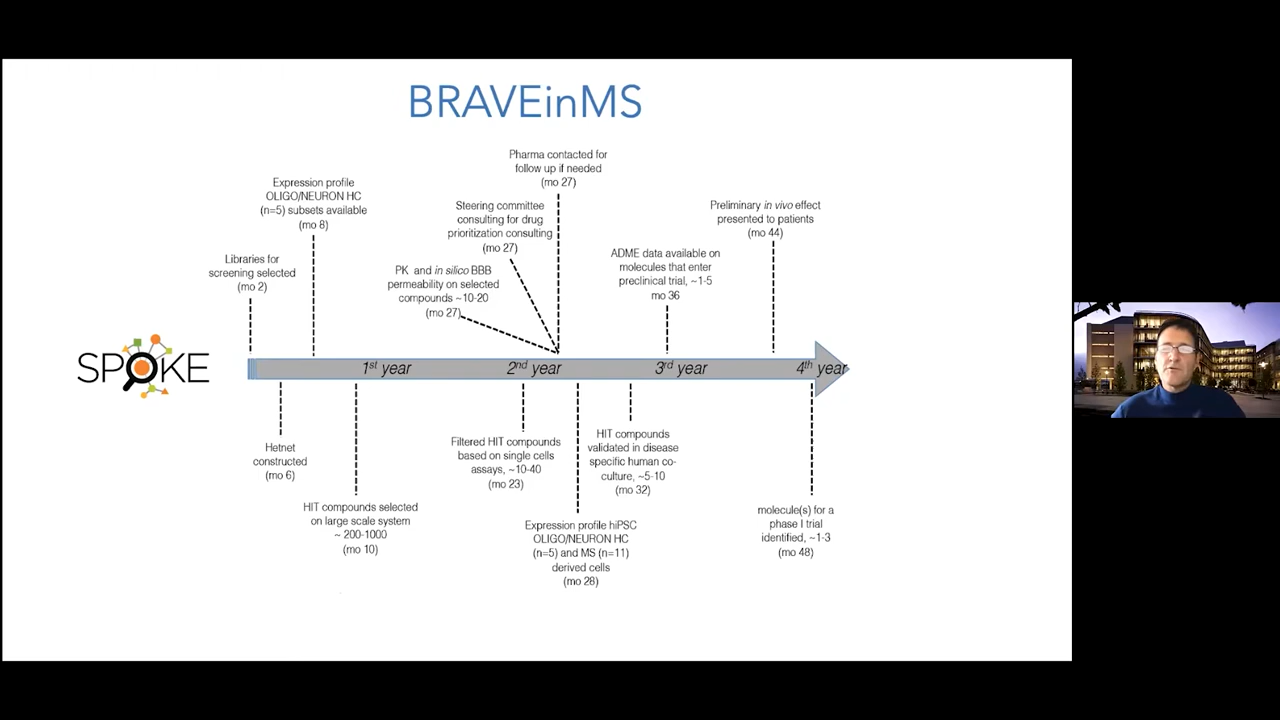 BRAVEinMS
Pharma contacted for
follow up if needed
(mo 27)
Expression profile
OLIGO/NEURON HC
(n=5) subsets available
(mo 8)
Steering committee
consulting for drug
prioritization consulting
(mo 27)
Preliminary in vivo effect
presented to patients
(mo 44)
Libraries for
screening selected
(mo 2)
PK and in silico BBB
permeability on selected
compounds ~10-20
(mo 27)
ADME data available on
molecules that enter
preclinical trial, ~1-5
mo 36
SPOKE
1st year
2nd year
3rd year
4th year
Hetnet
constructed
(mo 6)
HIT compounds selected
on large scale system
~ 200-1000
(mo 10)
Filtered HIT compounds
based on single cells
assays, ~10-40
(mo 23)
Expression profile hiPSC
OLIGO/NEURON HC
(n=5) and MS (n=11)
derived cells
(mo 28)
HIT compounds
validated in disease
specific human co-
culture, ~5-10
(mo 32)
molecule(s) for a
phase I trial
identified, ~1-3
(mo 48)